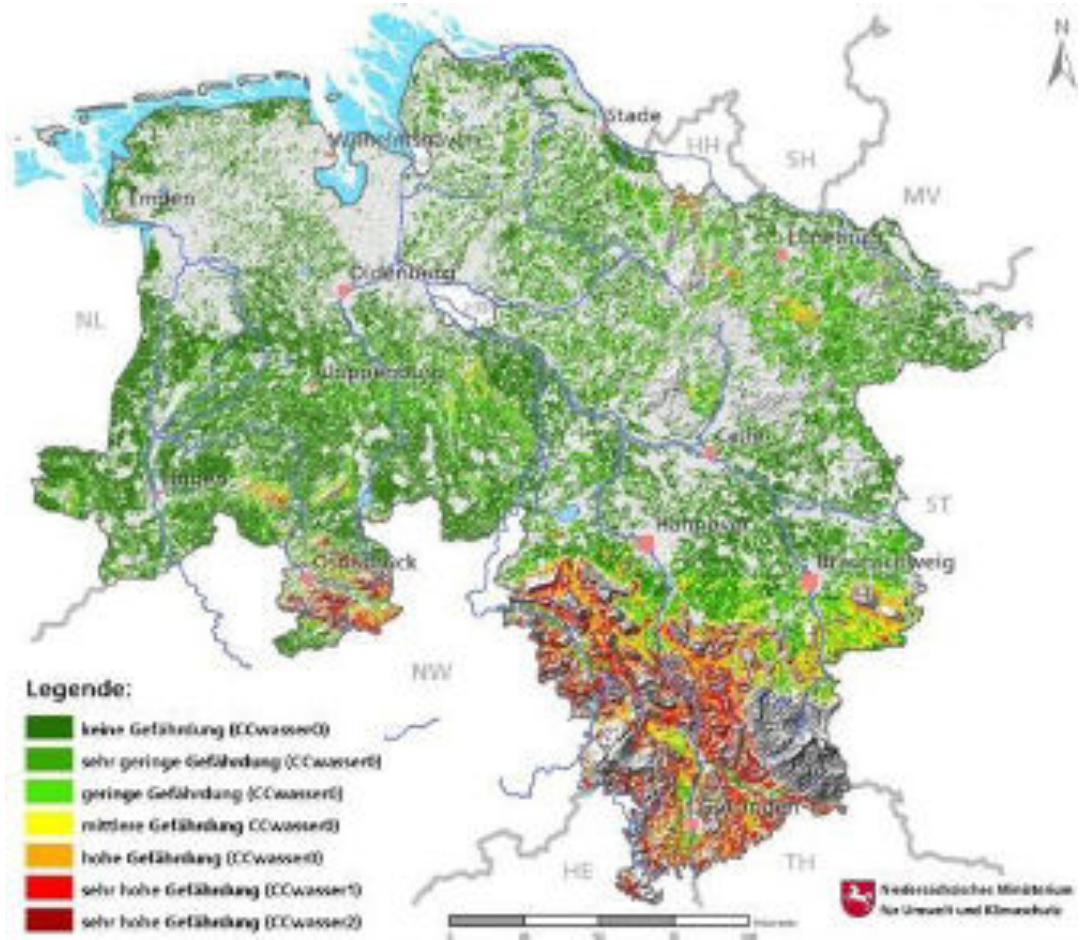 N
Stade
HH
SH
Wilhelmshaven
MV
Emden
Lüneburg
Oldenburg
NL
Cloppenburg
Celle
Lingen
ST
Hannover
Osnabrück
Braunschweig
NW
Göttingen
HE
TH
Legende:
keine Gefährdung (CCwasser0)
sehr geringe Gefährdung (CCwasser0)
geringe Gefährdung (CCwasser0)
mittlere Gefährdung CCwasser0)
hohe Gefährdung (CCwasser0)
sehr hohe Gefährdung (CCwasser1)
sehr hohe Gefährdung (CCwasser2)
Niedersächsisches Ministerium
für Umwelt und Klimaschutz